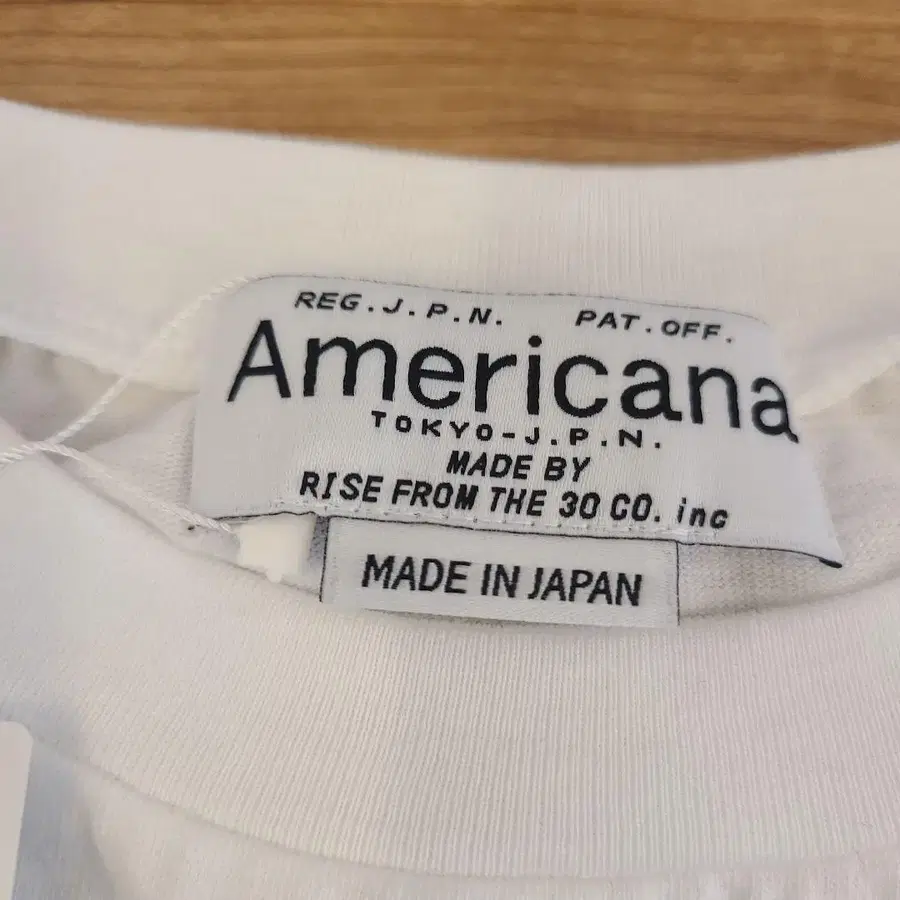 REG.J.P.N. PAT.OFF.
Americana
TOKYO-J.P.N.
MADE BY
RISE FROM THE 30 CO. inc
MADE IN JAPAN